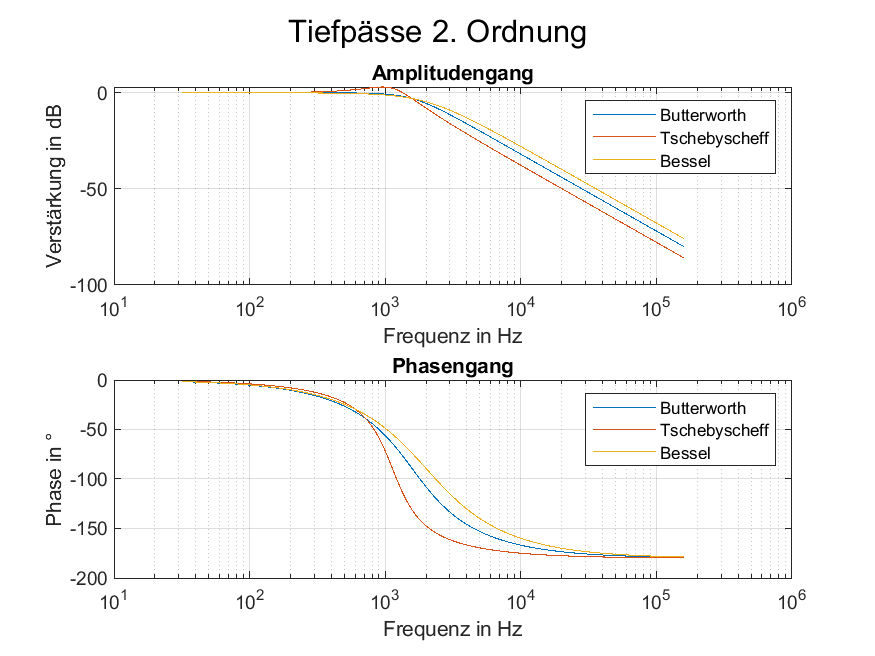 Tiefpässe 2. Ordnung
Amplitudengang
Verstärkung in dB
0
-50
-100
Butterworth
Tschebyscheff
Bessel
10^1 10^2 10^3 10^4 10^5 10^6
Frequenz in Hz
Phasengang
Phase in °
0
-50
-100
-150
-200
Butterworth
Tschebyscheff
Bessel
10^1 10^2 10^3 10^4 10^5 10^6
Frequenz in Hz